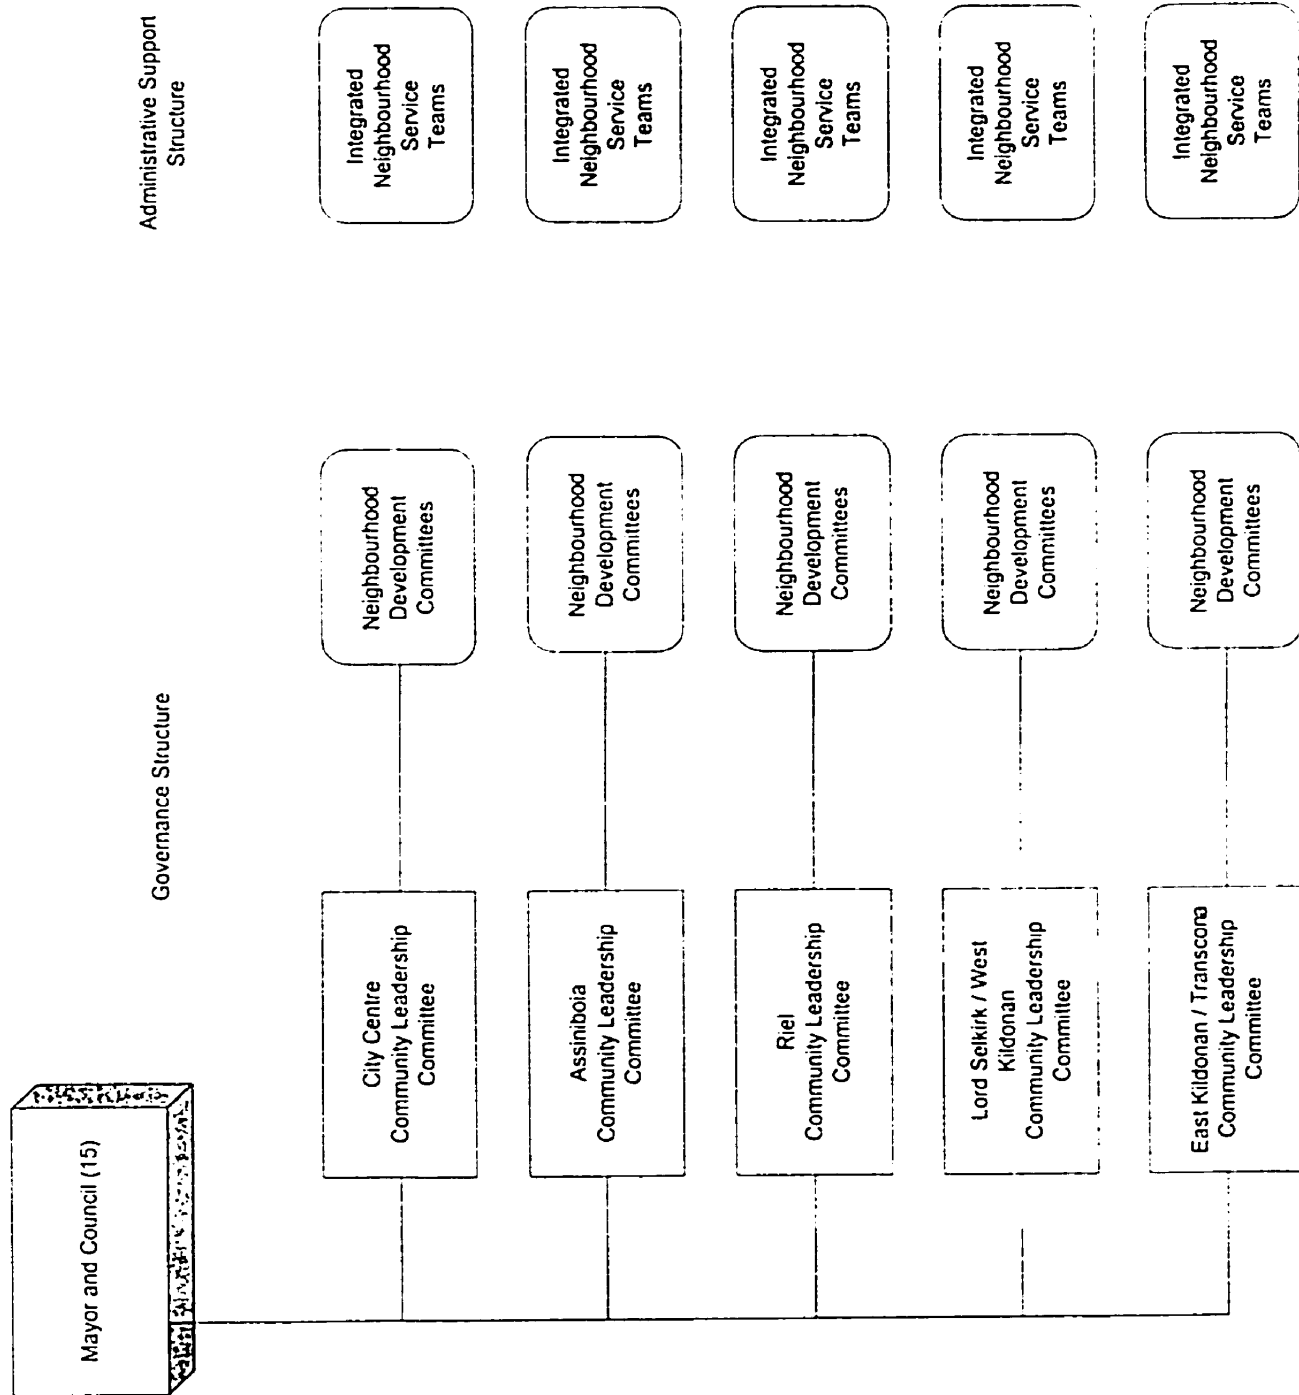 Mayor and Council (15)
Governance Structure
Administrative Support
Structure
City Centre
Community Leadership
Committee
Neighbourhood
Development
Committees
Integrated
Neighbourhood
Service
Teams
Assiniboia
Community Leadership
Committee
Neighbourhood
Development
Committees
Integrated
Neighbourhood
Service
Teams
Riel
Community Leadership
Committee
Neighbourhood
Development
Committees
Integrated
Neighbourhood
Service
Teams
Lord Selkirk / West
Kildonan
Community Leadership
Committee
Neighbourhood
Development
Committees
Integrated
Neighbourhood
Service
Teams
East Kildonan / Transcona
Community Leadership
Committee
Neighbourhood
Development
Committees
Integrated
Neighbourhood
Service
Teams